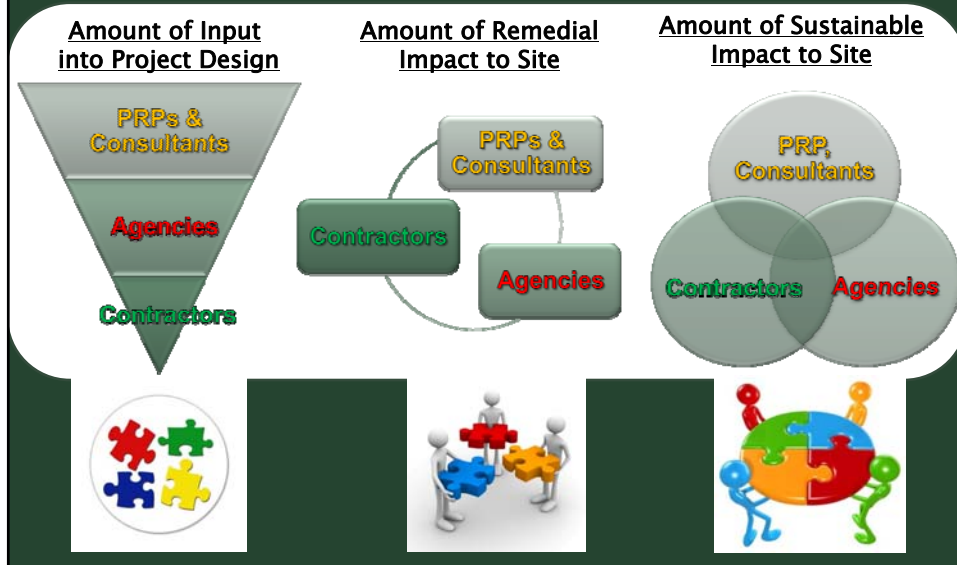 Amount of Input
into Project Design
PRPs &
Consultants
Agencies
Contractors
Amount of Remedial
Impact to Site
PRPs &
Consultants
Contractors
Agencies
Amount of Sustainable
Impact to Site
PRP,
Consultants
Contractors
Agencies